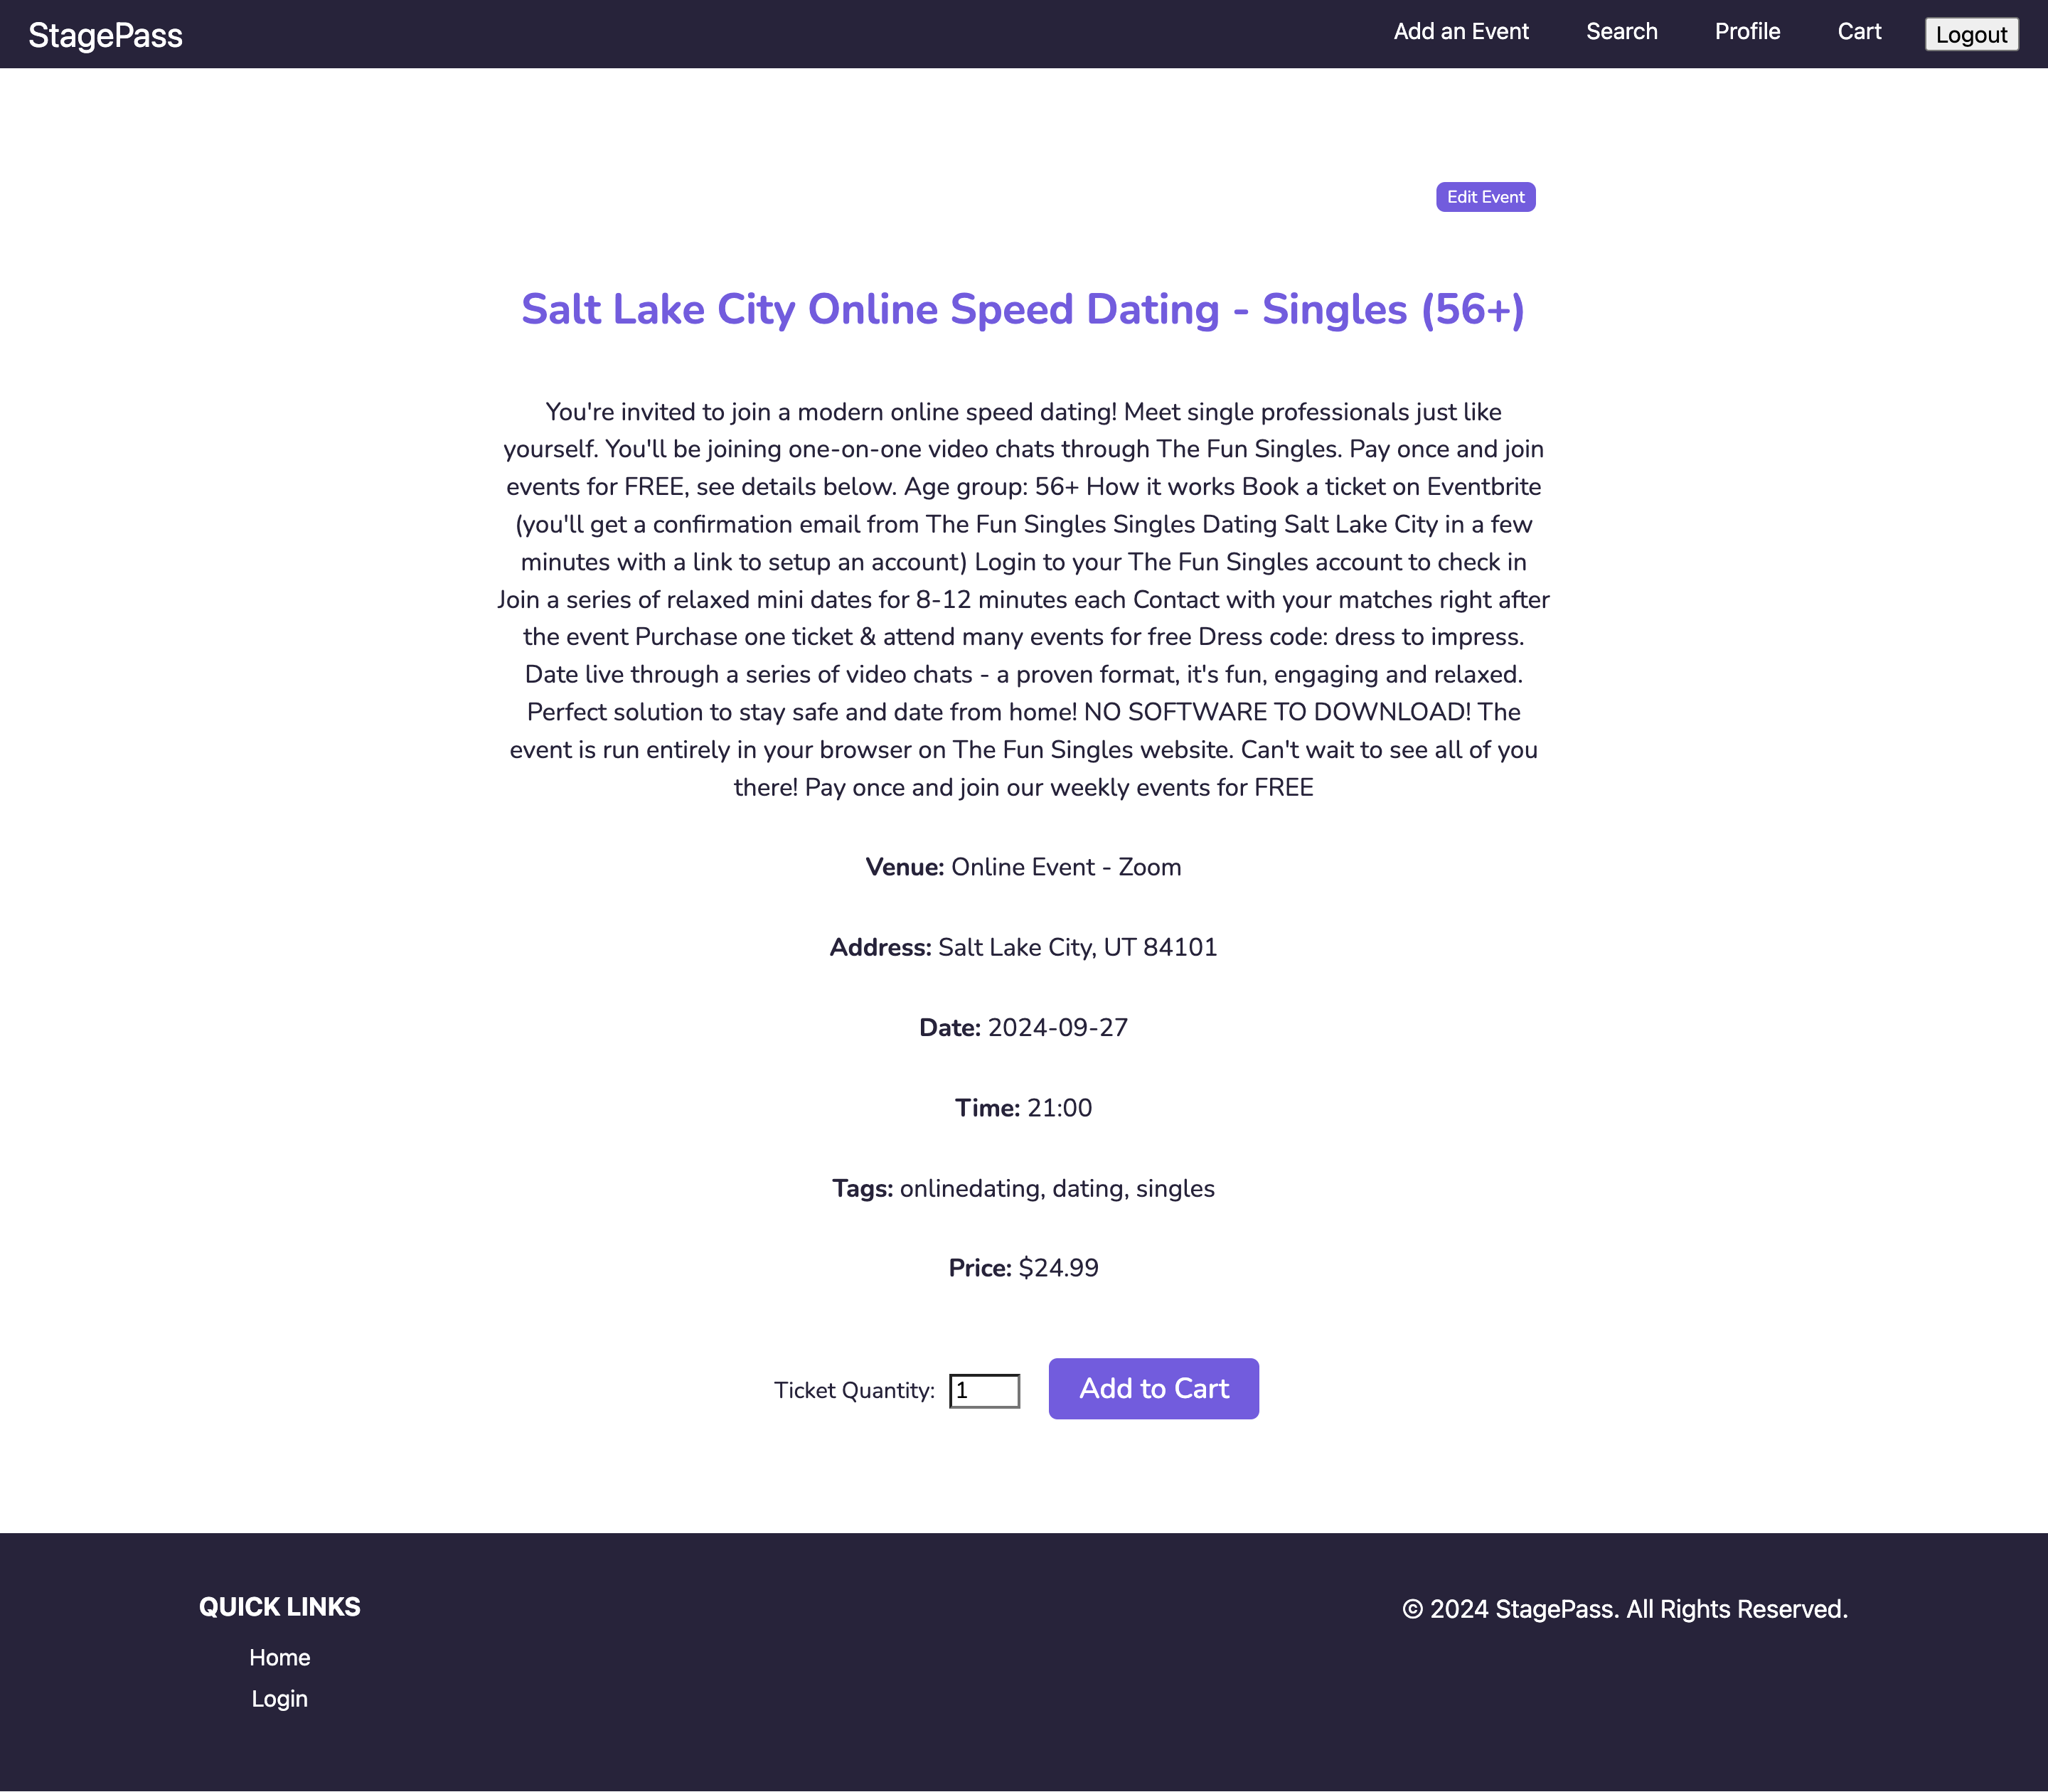 StagePass
Add an Event
Search
Profile
Cart
Logout
Edit Event
Salt Lake City Online Speed Dating - Singles (56+)
You're invited to join a modern online speed dating! Meet single professionals just like
yourself. You'll be joining one-on-one video chats through The Fun Singles. Pay once and join
events for FREE, see details below. Age group: 56+ How it works Book a ticket on Eventbrite
(you'll get a confirmation email from The Fun Singles Singles Dating Salt Lake City in a few
minutes with a link to setup an account) Login to your The Fun Singles account to check in
Join a series of relaxed mini dates for 8-12 minutes each Contact with your matches right after
the event Purchase one ticket & attend many events for free Dress code: dress to impress.
Date live through a series of video chats - a proven format, it's fun, engaging and relaxed.
Perfect solution to stay safe and date from home! NO SOFTWARE TO DOWNLOAD! The
event is run entirely in your browser on The Fun Singles website. Can't wait to see all of you
there! Pay once and join our weekly events for FREE
Venue: Online Event - Zoom
Address: Salt Lake City, UT 84101
Date: 2024-09-27
Time: 21:00
Tags: onlinedating, dating, singles
Price: $24.99
Ticket Quantity: 1
Add to Cart
QUICK LINKS
Home
Login
© 2024 StagePass. All Rights Reserved.